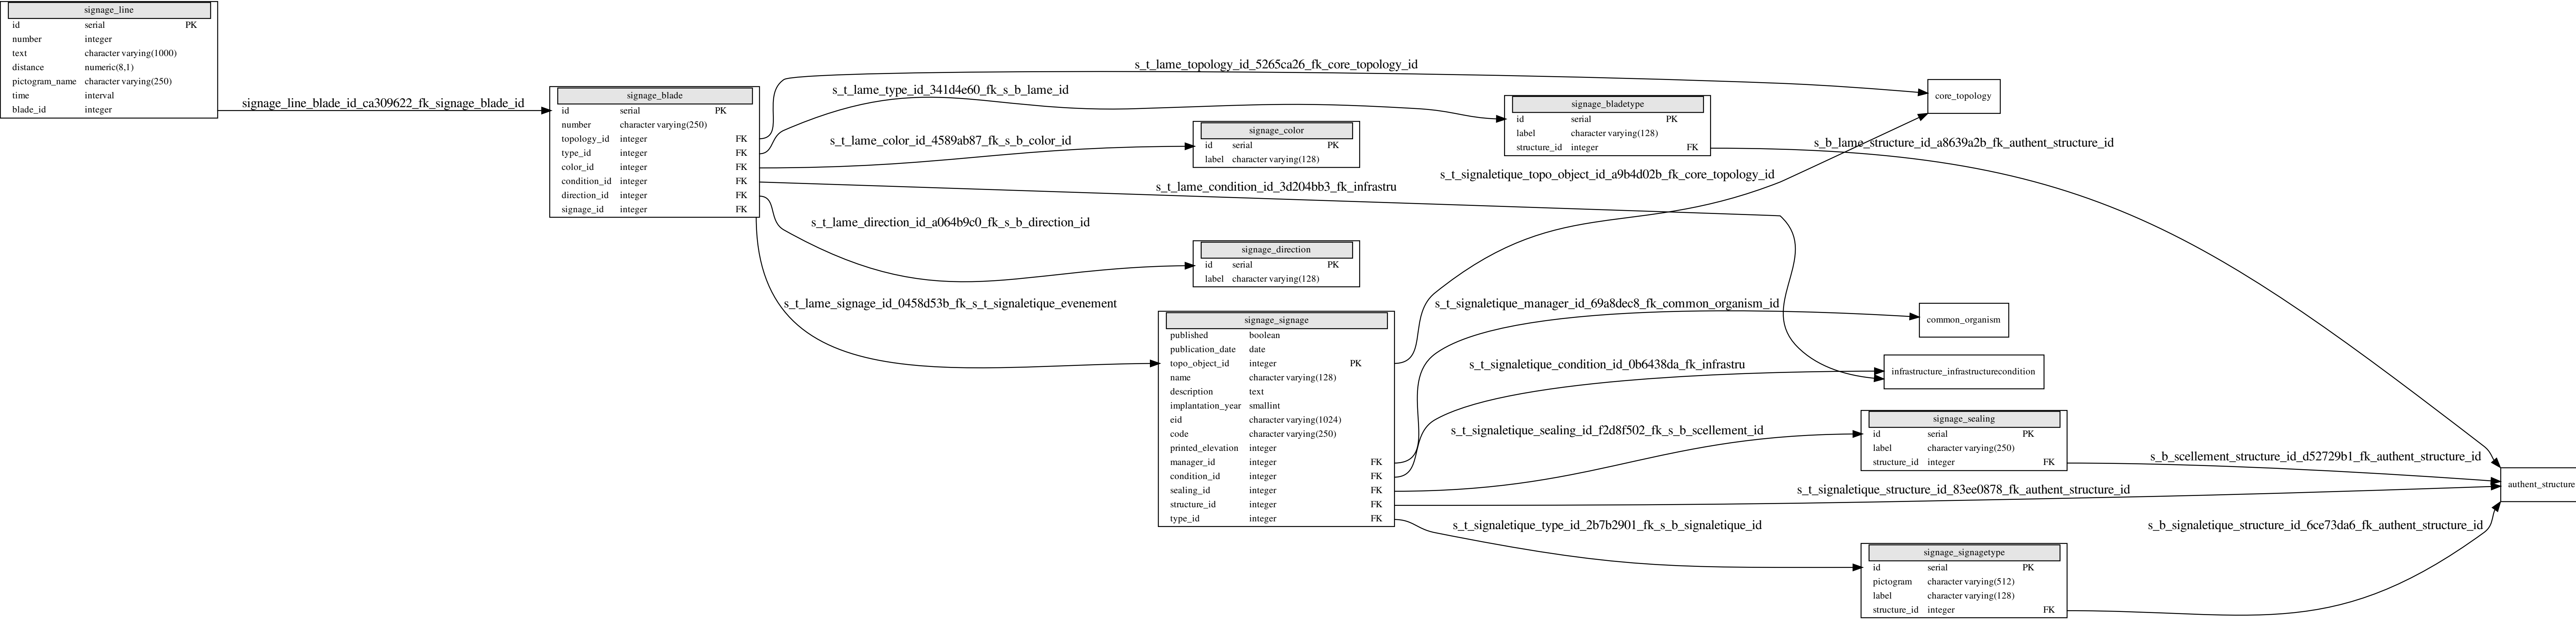 signage_line
id serial PK
number integer
text character varying(1000)
distance numeric(8,1)
pictogram_name character varying(250)
time interval
blade_id integer
signage_line_blade_id_ca309622_fk_signage_blade_id
signage_blade
id serial PK
number character varying(250)
topology_id integer FK
type_id integer FK
color_id integer FK
condition_id integer FK
direction_id integer FK
signage_id integer FK
s_t_lame_topology_id_5265ca26_fk_core_topology_id
s_t_lame_type_id_341d4e60_fk_s_b_lame_id
s_t_lame_color_id_4589ab87_fk_s_b_color_id
s_t_lame_condition_id_3d204bb3_fk_infrastru
s_t_lame_direction_id_a064b9c0_fk_s_b_direction_id
s_t_lame_signage_id_0458d53b_fk_s_t_signaletique_evenement
signage_color
id serial PK
label character varying(128)
signage_direction
id serial PK
label character varying(128)
signage_signage
published boolean
publication_date date
topo_object_id integer PK
name character varying(128)
description text
implantation_year smallint
eid character varying(1024)
code character varying(250)
printed_elevation integer
manager_id integer FK
condition_id integer FK
sealing_id integer FK
structure_id integer FK
type_id integer FK
signage_bladetype
id serial PK
label character varying(128)
structure_id integer FK
s_t_signaletique_topo_object_id_a9b4d02b_fk_core_topology_id
s_t_signaletique_manager_id_69a8dec8_fk_common_organism_id
s_t_signaletique_condition_id_0b6438da_fk_infrastru
s_t_signaletique_sealing_id_f2d8f502_fk_s_b_scellement_id
s_t_signaletique_structure_id_83ee0878_fk_authent_structure_id
s_t_signaletique_type_id_2b7b2901_fk_s_b_signaletique_id
core_topology
s_b_lame_structure_id_a8639a2b_fk_authent_structure_id
common_organism
infrastructure_infrastructurecondition
signage_sealing
id serial PK
label character varying(250)
structure_id integer FK
signage_signagetype
id serial PK
pictogram character varying(512)
label character varying(128)
structure_id integer FK
s_b_scellement_structure_id_d52729b1_fk_authent_structure_id
s_b_signaletique_structure_id_6ce73da6_fk_authent_structure_id
authent_structure